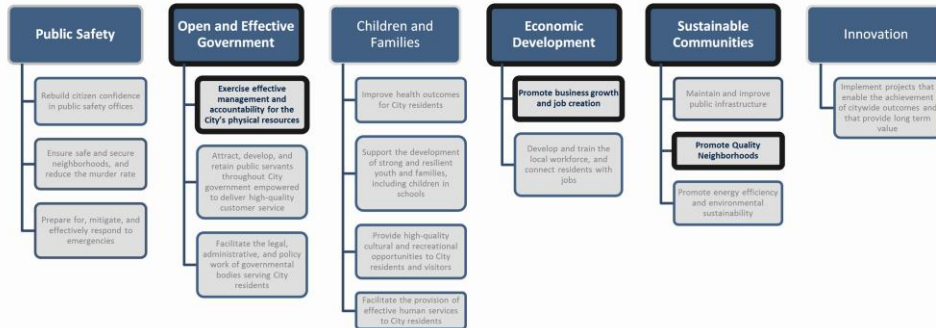 Public Safety
Rebuild citizen confidence
in public safety offices
Ensure safe and secure
neighborhoods, and
reduce the murder rate
Prepare for, mitigate, and
effectively respond to
emergencies
Open and Effective
Government
Exercise effective
management and
accountability for the
City's physical resources
Attract, develop, and
retain public servants
throughout City
government empowered
to deliver high-quality
customer service
Facilitate the legal,
administrative, and policy
work of governmental
bodies serving City
residents
Children and
Families
Improve health outcomes
for City residents
Support the development
of strong and resilient
youth and families,
including children in
schools
Provide high-quality
cultural and recreational
opportunities to City
residents and visitors
Facilitate the provision of
effective human services
to City residents
Economic
Development
Promote business growth
and job creation
Develop and train the
local workforce, and
connect residents with
jobs
Sustainable
Communities
Maintain and improve
public infrastructure
Promote Quality
Neighborhoods
Promote energy efficiency
and environmental
sustainability
Innovation
Implement projects that
enable the achievement
of citywide outcomes and
that provide long term
value